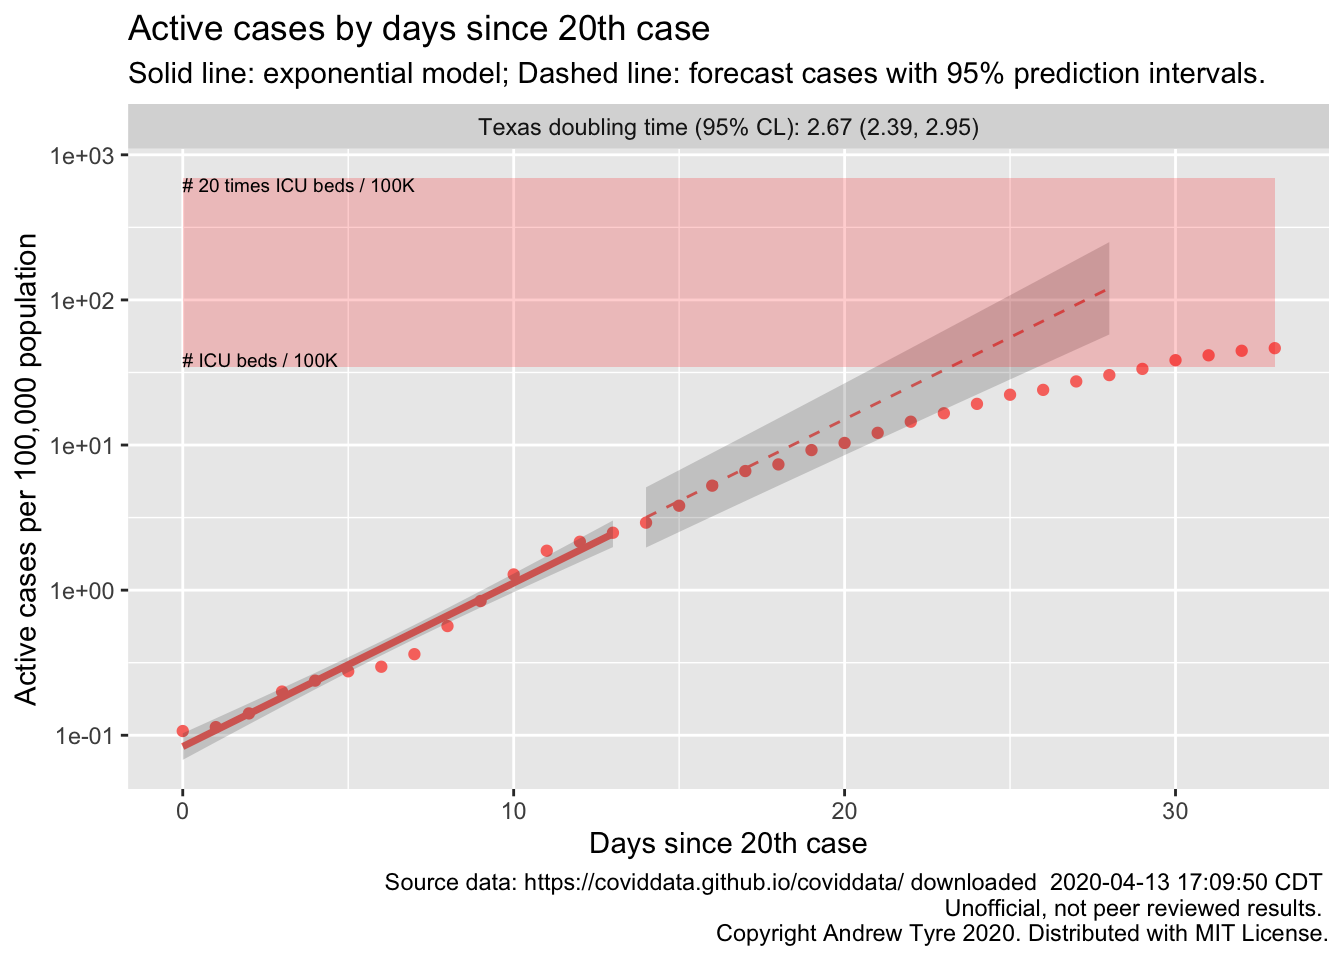 Active cases by days since 20th case
Solid line: exponential model; Dashed line: forecast cases with 95% prediction intervals.
Texas doubling time (95% CL): 2.67 (2.39, 2.95)
1e+03
# 20 times ICU beds / 100K
1e+02
# ICU beds / 100K
1e+01
1e+00
1e-01
Active cases per 100,000 population
0 10 20 30
Days since 20th case
Source data: https://coviddata.github.io/coviddata/ downloaded  2020-04-13 17:09:50 CDT
Unofficial, not peer reviewed results.
Copyright Andrew Tyre 2020. Distributed with MIT License.